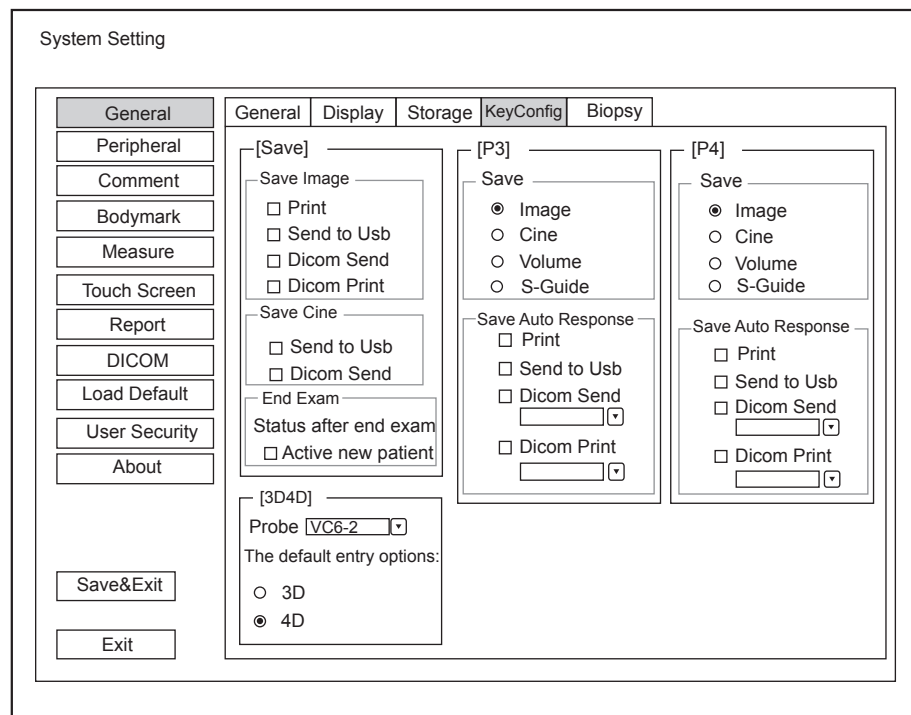 System Setting
General
Peripheral
Comment
Bodymark
Measure
Touch Screen
Report
DICOM
Load Default
User Security
About
Save&Exit
Exit
General Display Storage KeyConfig Biopsy
[Save]
Save Image
Print
Send to Usb
Dicom Send
Dicom Print
Save Cine
Send to Usb
Dicom Send
End Exam
Status after end exam
Active new patient
[3D4D]
Probe VC6-2
The default entry options:
3D
4D
[P3]
Save
Image
Cine
Volume
S-Guide
Save Auto Response
Print
Send to Usb
Dicom Send
Dicom Print
[P4]
Save
Image
Cine
Volume
S-Guide
Save Auto Response
Print
Send to Usb
Dicom Send
Dicom Print